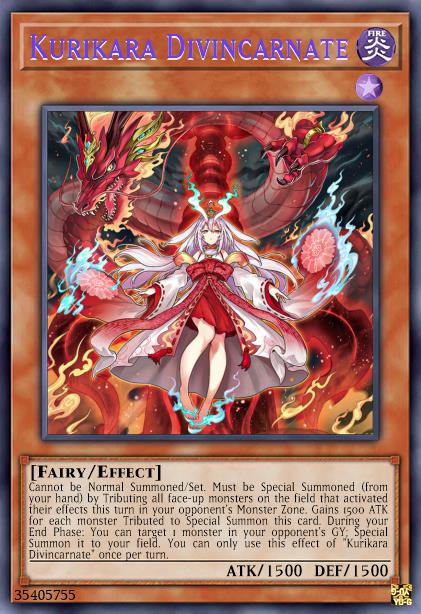 KURIKARA DIVINCARNATE
FIRE
炎
[FAIRY/EFFECT]
Cannot be Normal Summoned/Set. Must be Special Summoned (from
your hand) by Tributing all face-up monsters on the field that activated
their effects this turn in your opponent's Monster Zone. Gains 1500 ATK
for each monster Tributed to Special Summon this card. During your
End Phase: You can target 1 monster in your opponent's GY; Special
Summon it to your field. You can only use this effect of "Kurikara
Divincarnate" once per turn.
ATK/1500 DEF/1500
35405755